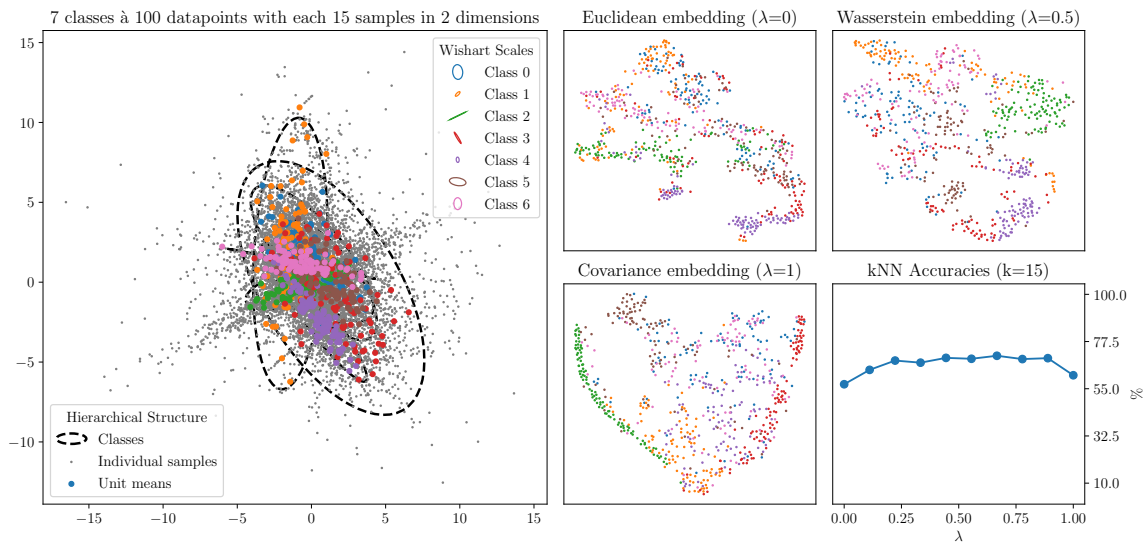 7 classes à 100 datapoints with each 15 samples in 2 dimensions
15
10
5
0
−5
−10
−15
−10
−5
0
5
10
15
Wishart Scales
Class 0
Class 1
Class 2
Class 3
Class 4
Class 5
Class 6
Hierarchical Structure
Classes
Individual samples
Unit means
Euclidean embedding (λ=0)
Wasserstein embedding (λ=0.5)
Covariance embedding (λ=1)
kNN Accuracies (k=15)
100.0
77.5
55.0
32.5
10.0
%
0.00
0.25
0.50
0.75
1.00
λ